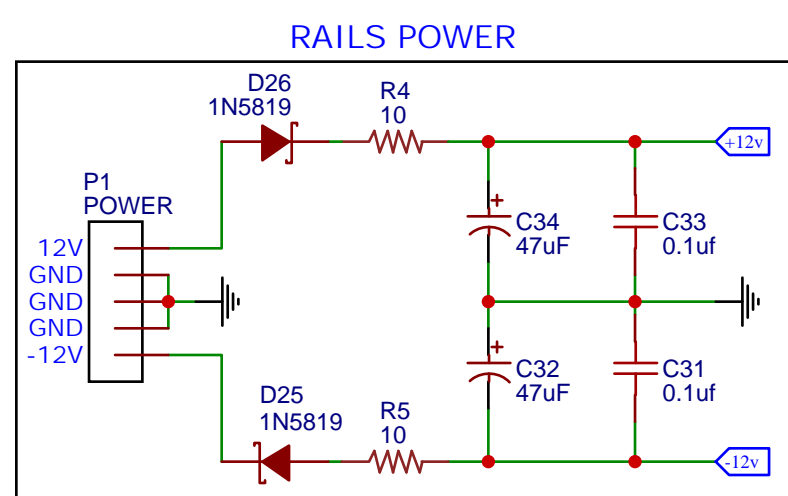 RAILS POWER
D26
1N5819
R4
10
+12v
P1
POWER
12V
GND
GND
GND
-12V
+
C34
47uF
C33
0.1uf
+
C32
47uF
C31
0.1uf
D25
1N5819
R5
10
-12v